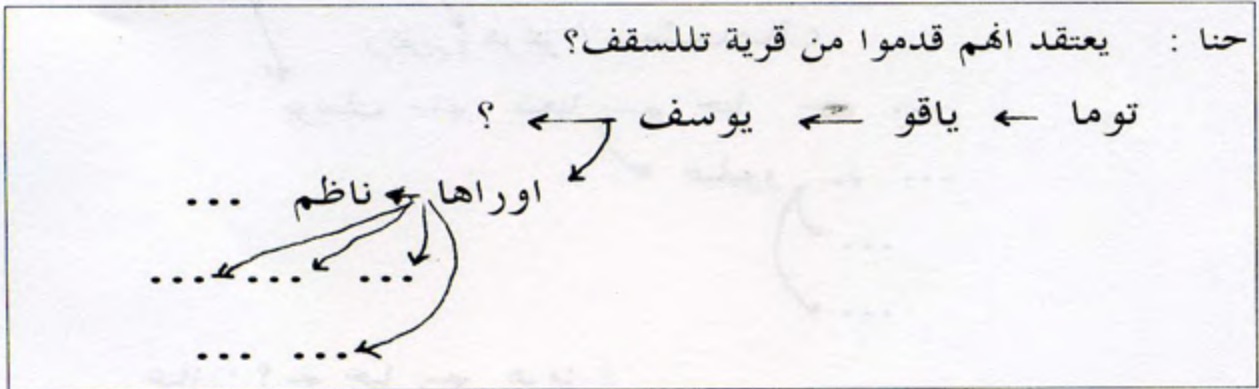 حنا : يعتقد انهم قدموا من قرية تللسقف؟
توما ← ياقو ← يوسف ← ؟
اوراها ← ناظم ...
... ... ...
... ...